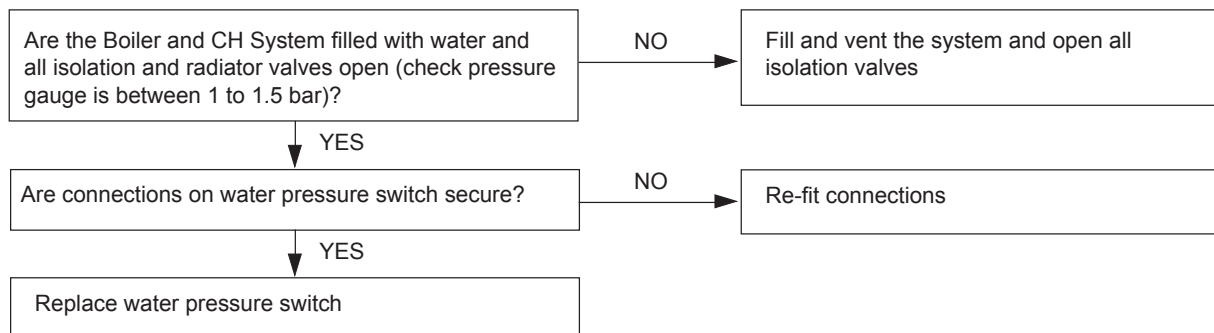 Are the Boiler and CH System filled with water and
all isolation and radiator valves open (check pressure
gauge is between 1 to 1.5 bar)?
NO
Fill and vent the system and open all
isolation valves
YES
Are connections on water pressure switch secure?
NO
Re-fit connections
YES
Replace water pressure switch